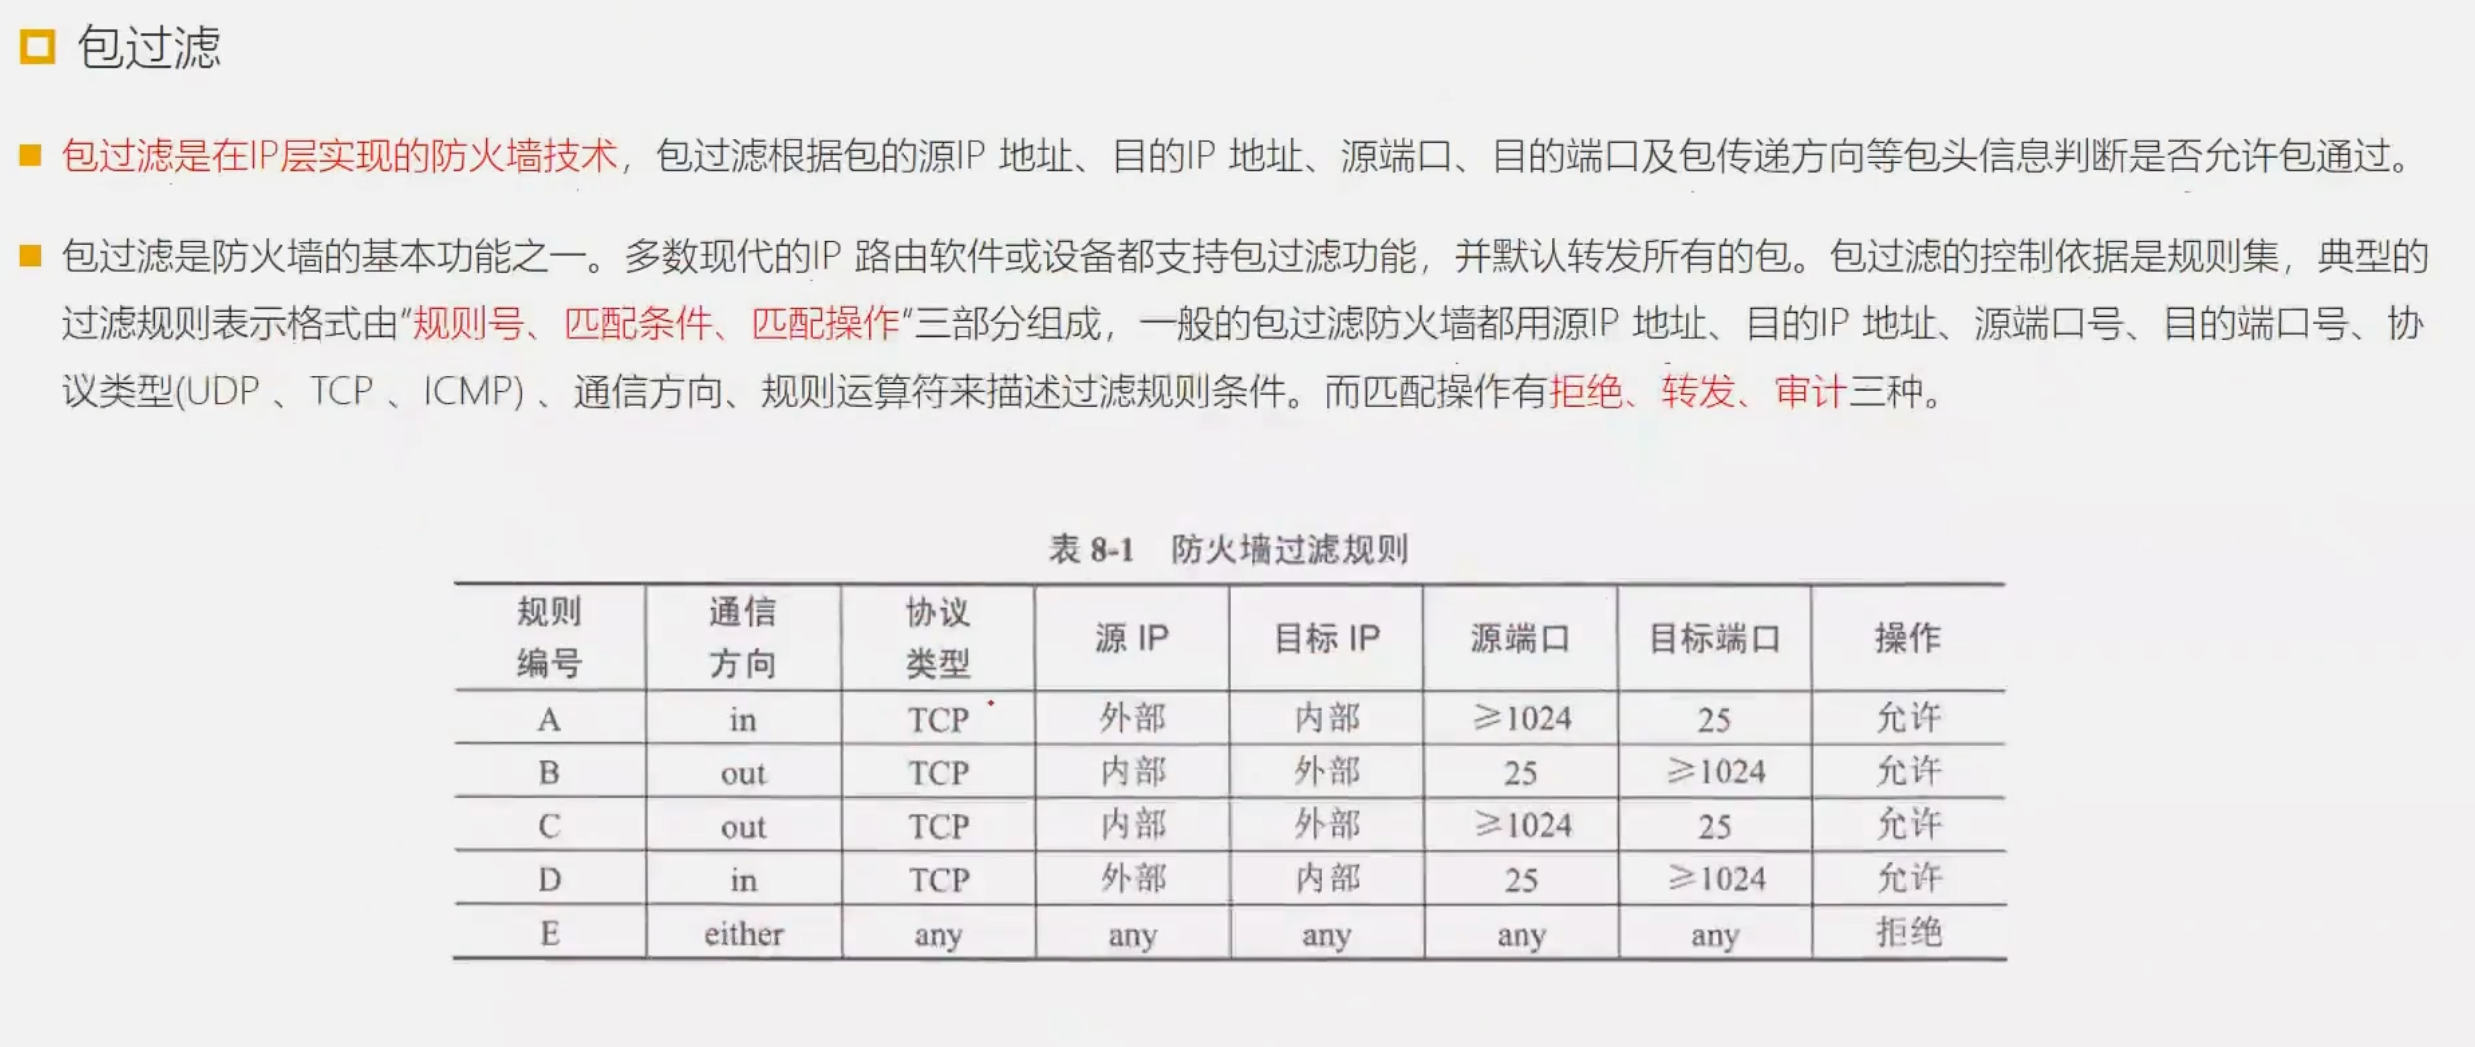 包过滤
包过滤是在IP层实现的防火墙技术，包过滤根据包的源IP 地址、目的IP 地址、源端口、目的端口及包传递方向等包头信息判断是否允许包通过。
包过滤是防火墙的基本功能之一。多数现代的IP 路由软件或设备都支持包过滤功能，并默认转发所有的包。包过滤的控制依据是规则集，典型的
过滤规则表示格式由“规则号、匹配条件、匹配操作“三部分组成，一般的包过滤防火墙都用源IP 地址、目的IP 地址、源端口号、目的端口号、协
议类型(UDP 、TCP 、ICMP) 、通信方向、规则运算符来描述过滤规则条件。而匹配操作有拒绝、转发、审计三种。
表 8-1 防火墙过滤规则
规则编号 通信方向 协议类型 源 IP 目标 IP 源端口 目标端口 操作
A in TCP 外部 内部 ≥1024 25 允许
B out TCP 内部 外部 25 ≥1024 允许
C out TCP 内部 外部 ≥1024 25 允许
D in TCP 外部 内部 25 ≥1024 允许
E either any any any any any 拒绝